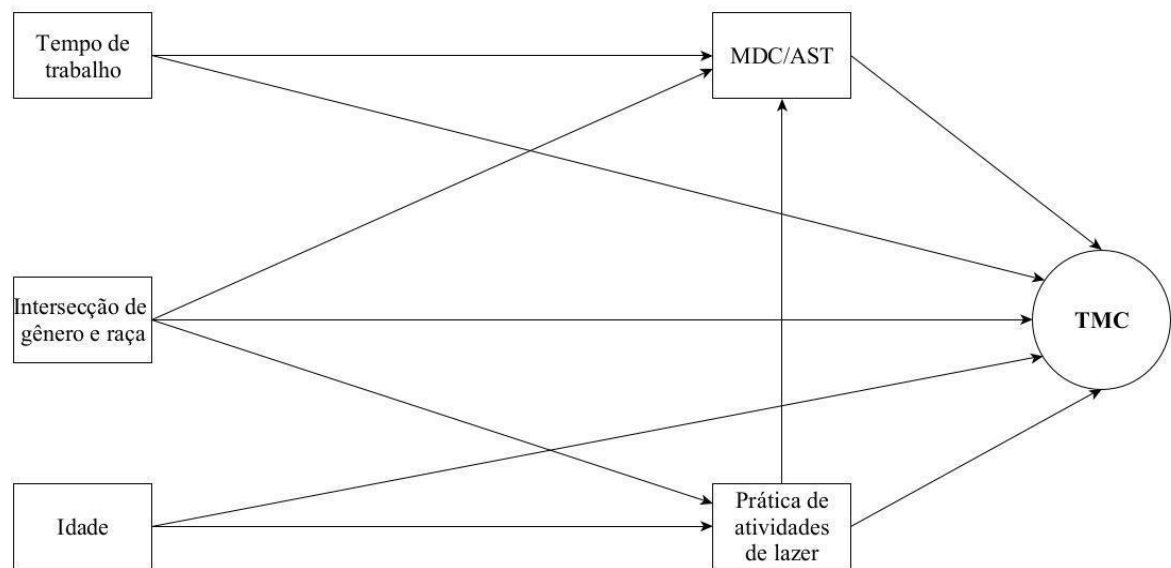 Tempo de
trabalho
MDC/AST
Intersecção de
gênero e raça
TMC
Idade
Prática de
atividades
de lazer